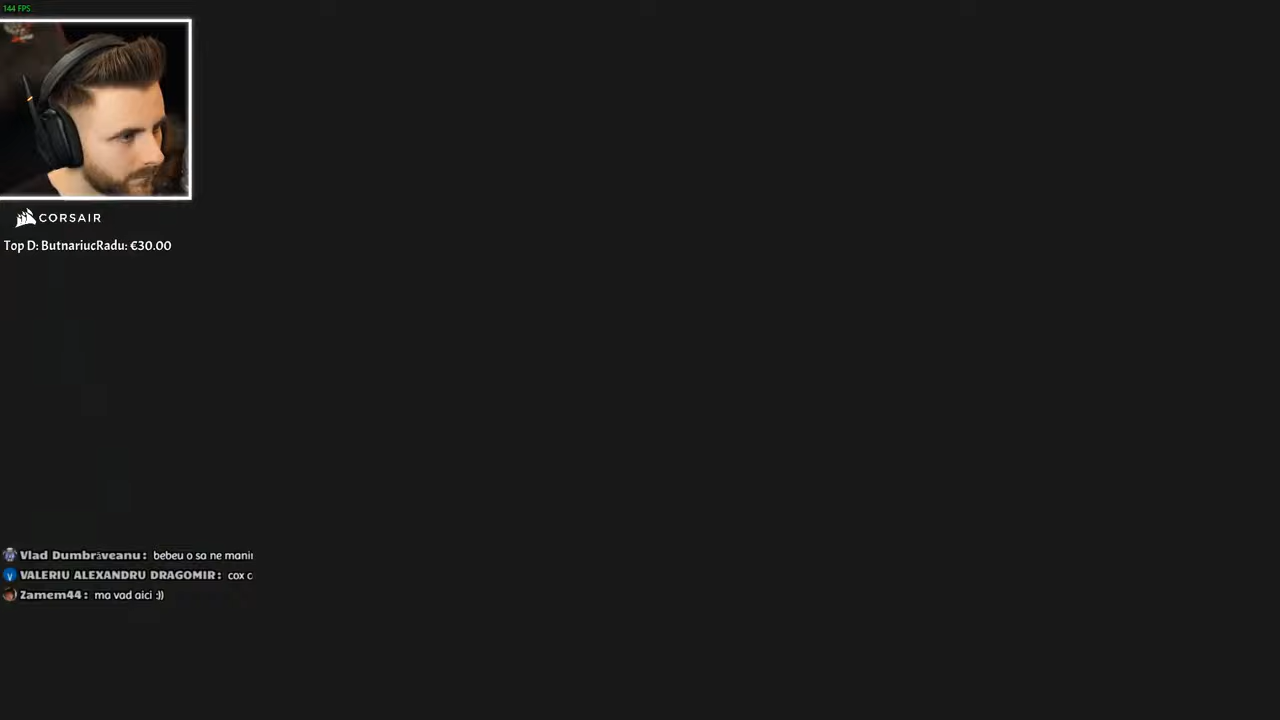 144 FPS
CORSAIR
Top D: ButnariucRadu: €30.00
Vlad Dumbrăveanu: bebeu o sa ne manir
VALERIU ALEXANDRU DRAGOMIR: cox c
Zamem44: ma vad aici :))